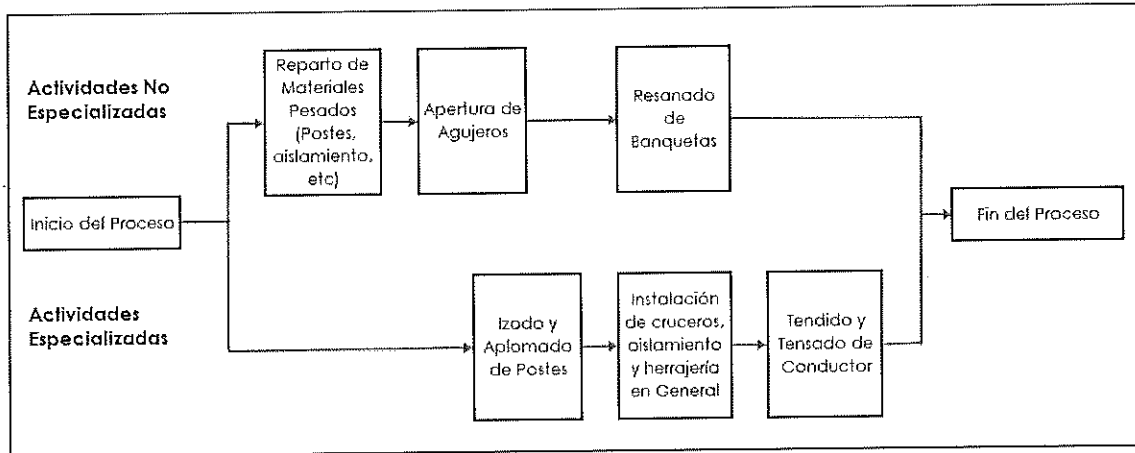 Actividades No
Especializadas
Reparto de
Materiales
Pesados
(Postes,
aislamiento,
etc)
Apertura de
Agujeros
Resanado
de
Banquetas
Inicio del Proceso
Fin del Proceso
Actividades
Especializadas
Izado y
Aplomado
de Postes
Instalación
de cruceros,
aislamiento
y herrajería
en General
Tendido y
Tensado de
Conductor